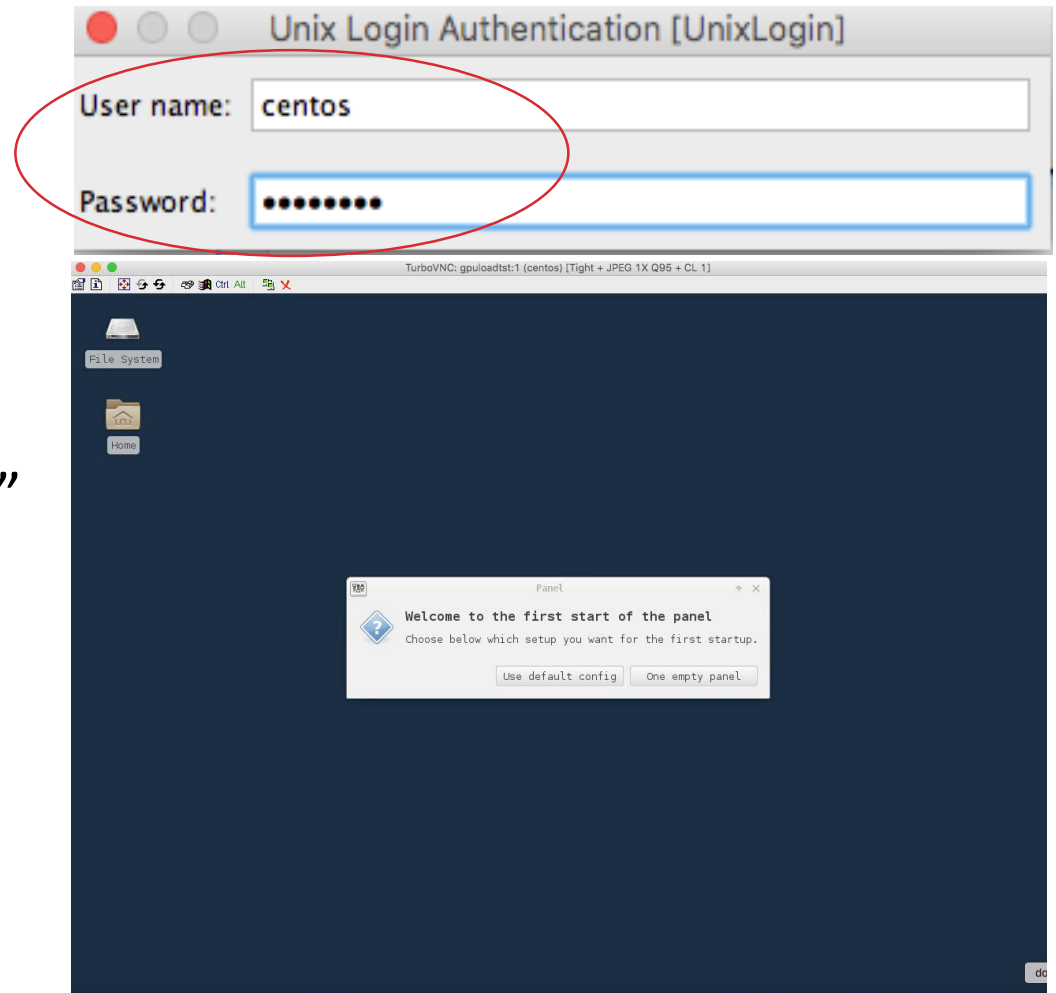 Unix Login Authentication [UnixLogin]
User name: centos
Password: ••••••••
TurboVNC: gpuloadtst:1 (centos) [Tight + JPEG 1X Q95 + CL 1]
Ctrl Alt
File System
Home
”
Panel
Welcome to the first start of the panel
Choose below which setup you want for the first startup.
Use default config One empty panel
do